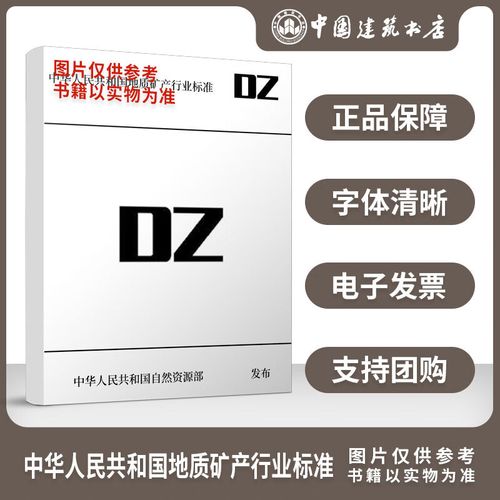 中国建筑书店
图片仅供参考
中华人民共和国地质矿产行业标准
书籍以实物为准
DZ
DZ
中华人民共和国自然资源部 发布
正品保障
字体清晰
电子发票
支持团购
中华人民共和国地质矿产行业标准
图片仅供参考
书籍以实物为准